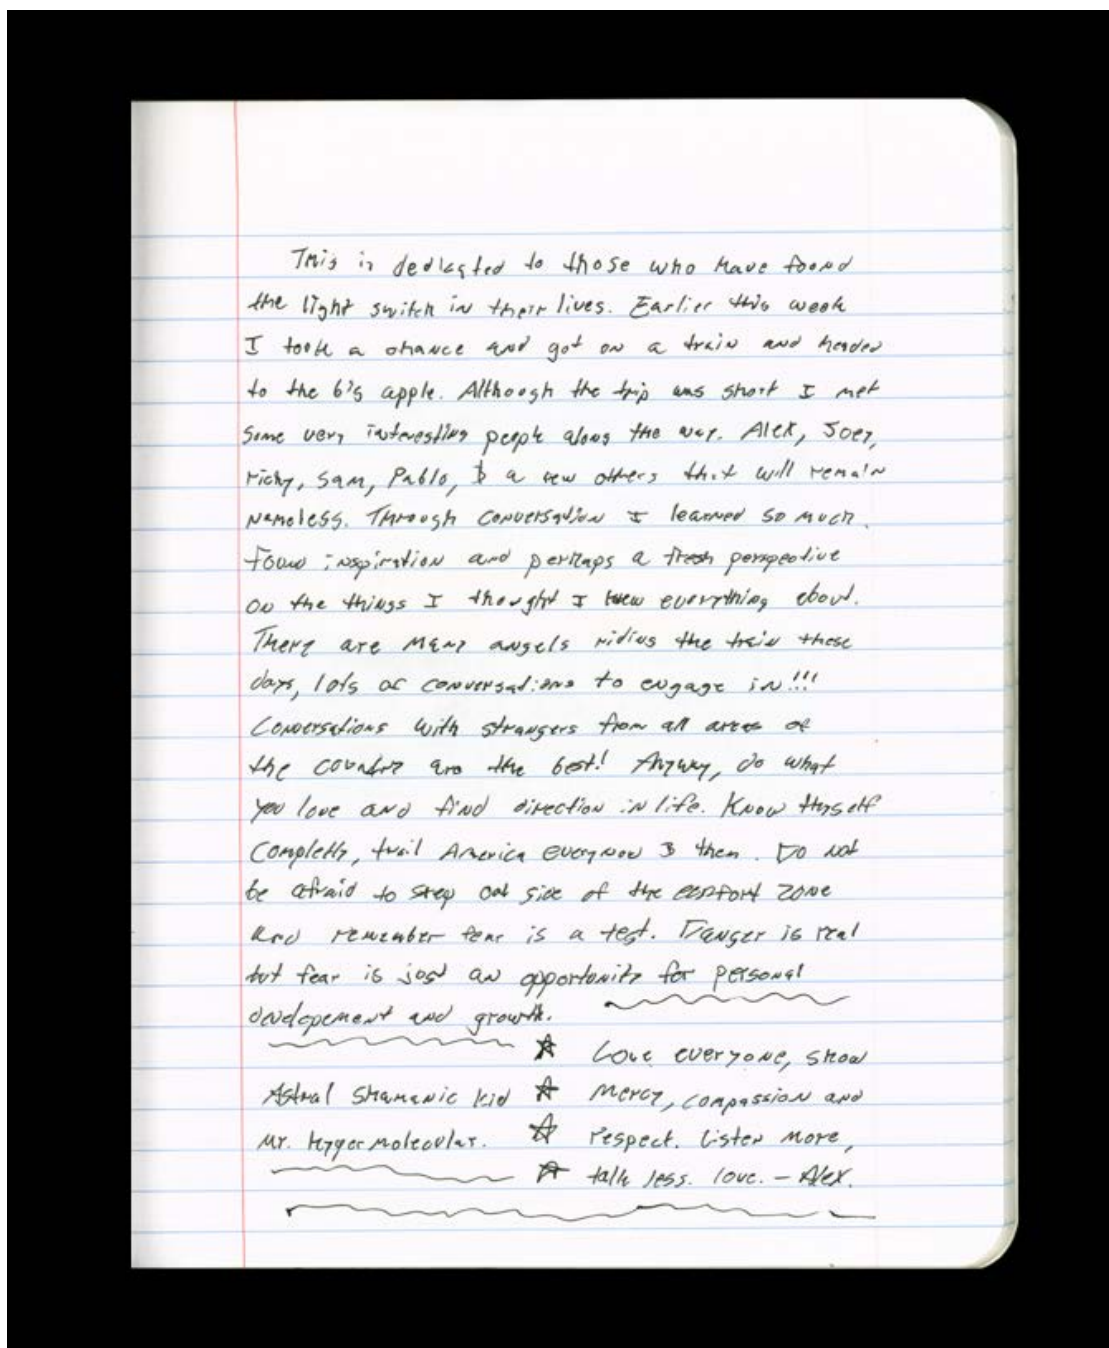 This is dedicated to those who have found
the light switch in their lives. Earlier this week
I took a chance and got on a train and headed
to the big apple. Although the trip was short I met
some very interesting people along the way. Alex, Joey,
ricky, Sam, Pablo, & a few others that will remain
nameless. Through conversation I learned so much.
Found inspiration and perhaps a fresh perspective
on the things I thought I knew everything about.
There are many angels riding the train these
days, lots of conversations to engage in!!!
Conversations with strangers from all areas of
the country are the best! Anyway, do what
you love and find direction in life. Know thyself
completly, trail America everynow & then. Do not
be afraid to step out side of the comfort zone
and remember fear is a test. Danger is real
but fear is just an opportunity for personal
developement and growth.
☆ Love everyone, show
Astral Shamanic Kid ☆ mercy, compassion and
Mr. Hyper molecular. ☆ respect. Listen more,
☆ talk less. love. – Alex.